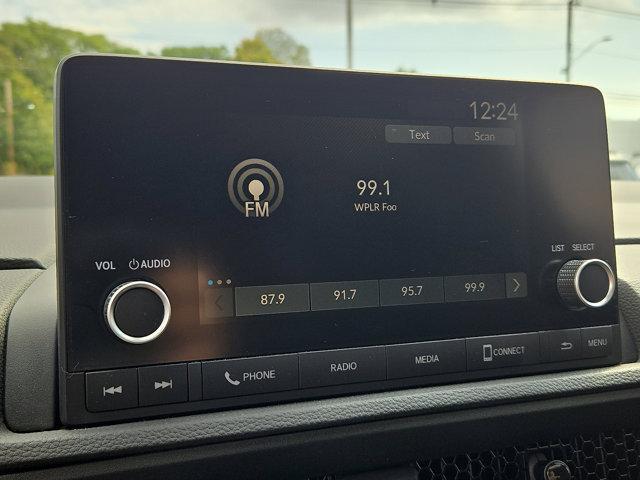 12:24
Text Scan
99.1
FM
WPLR Foo
VOL AUDIO
LIST SELECT
87.9 91.7 95.7 99.9
PHONE RADIO MEDIA CONNECT MENU